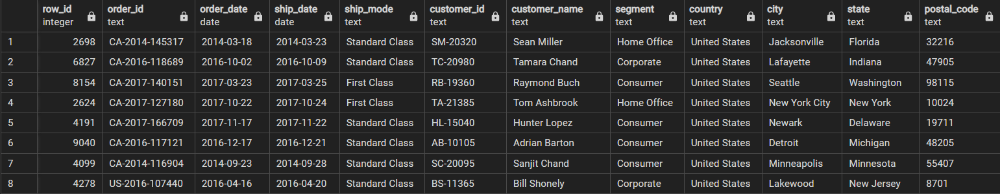 row_id order_id order_date ship_date ship_mode customer_id customer_name segment country city state postal_code
integer text date date text text text text text text text text
1 2698 CA-2014-145317 2014-03-18 2014-03-23 Standard Class SM-20320 Sean Miller Home Office United States Jacksonville Florida 32216
2 6827 CA-2016-118689 2016-10-02 2016-10-09 Standard Class TC-20980 Tamara Chand Corporate United States Lafayette Indiana 47905
3 8154 CA-2017-140151 2017-03-23 2017-03-25 First Class RB-19360 Raymond Buch Consumer United States Seattle Washington 98115
4 2624 CA-2017-127180 2017-10-22 2017-10-24 First Class TA-21385 Tom Ashbrook Home Office United States New York City New York 10024
5 4191 CA-2017-166709 2017-11-17 2017-11-22 Standard Class HL-15040 Hunter Lopez Consumer United States Newark Delaware 19711
6 9040 CA-2016-117121 2016-12-17 2016-12-21 Standard Class AB-10105 Adrian Barton Consumer United States Detroit Michigan 48205
7 4099 CA-2014-116904 2014-09-23 2014-09-28 Standard Class SC-20095 Sanjit Chand Consumer United States Minneapolis Minnesota 55407
8 4278 US-2016-107440 2016-04-16 2016-04-20 Standard Class BS-11365 Bill Shonely Corporate United States Lakewood New Jersey 8701